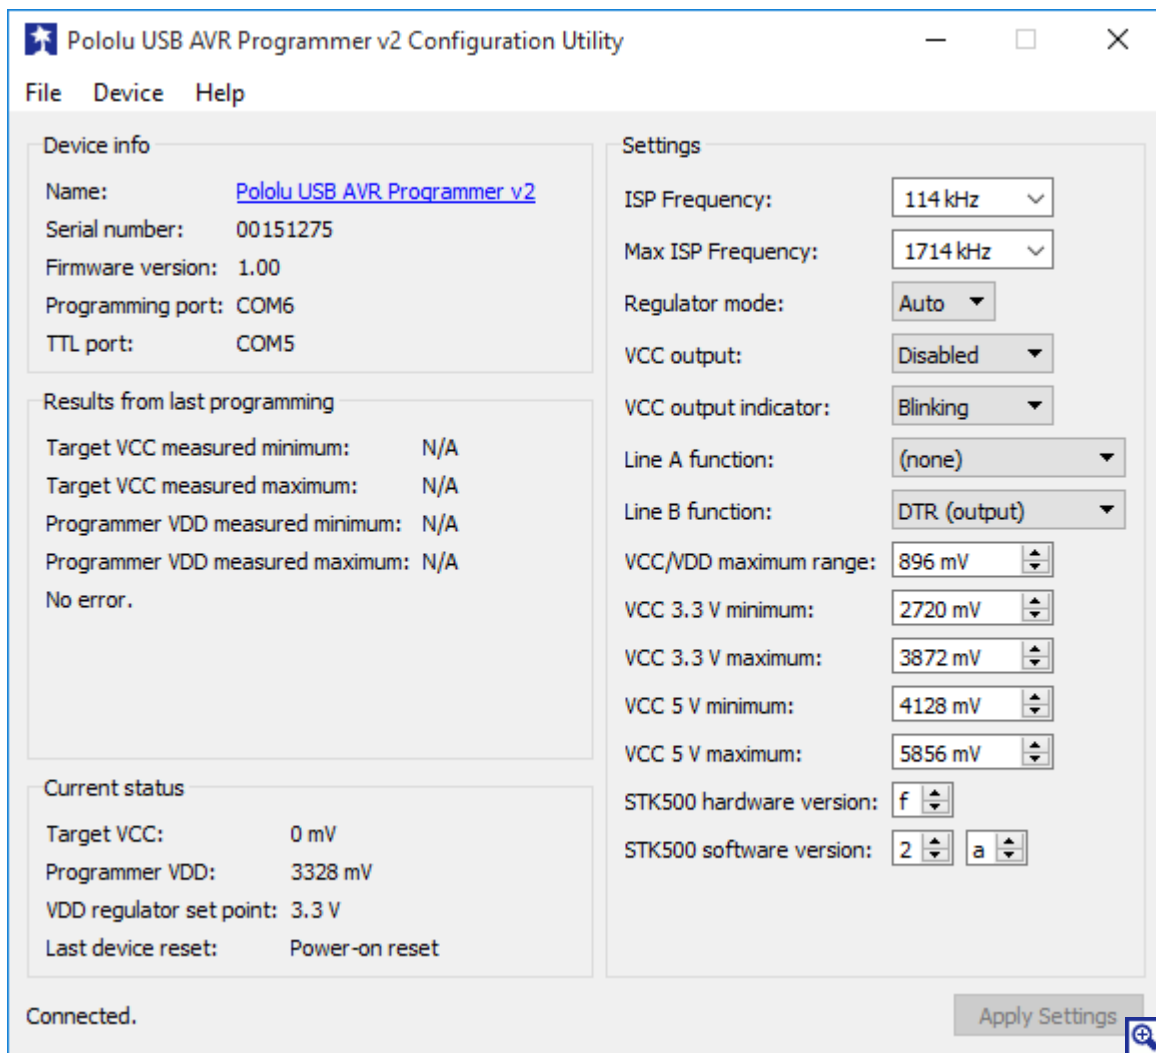 Pololu USB AVR Programmer v2 Configuration Utility
File Device Help
Device info
Name: Pololu USB AVR Programmer v2
Serial number: 00151275
Firmware version: 1.00
Programming port: COM6
TTL port: COM5
Results from last programming
Target VCC measured minimum: N/A
Target VCC measured maximum: N/A
Programmer VDD measured minimum: N/A
Programmer VDD measured maximum: N/A
No error.
Current status
Target VCC: 0 mV
Programmer VDD: 3328 mV
VDD regulator set point: 3.3 V
Last device reset: Power-on reset
Settings
ISP Frequency: 114 kHz
Max ISP Frequency: 1714 kHz
Regulator mode: Auto
VCC output: Disabled
VCC output indicator: Blinking
Line A function: (none)
Line B function: DTR (output)
VCC/VDD maximum range: 896 mV
VCC 3.3 V minimum: 2720 mV
VCC 3.3 V maximum: 3872 mV
VCC 5 V minimum: 4128 mV
VCC 5 V maximum: 5856 mV
STK500 hardware version: f
STK500 software version: 2 a
Connected.
Apply Settings